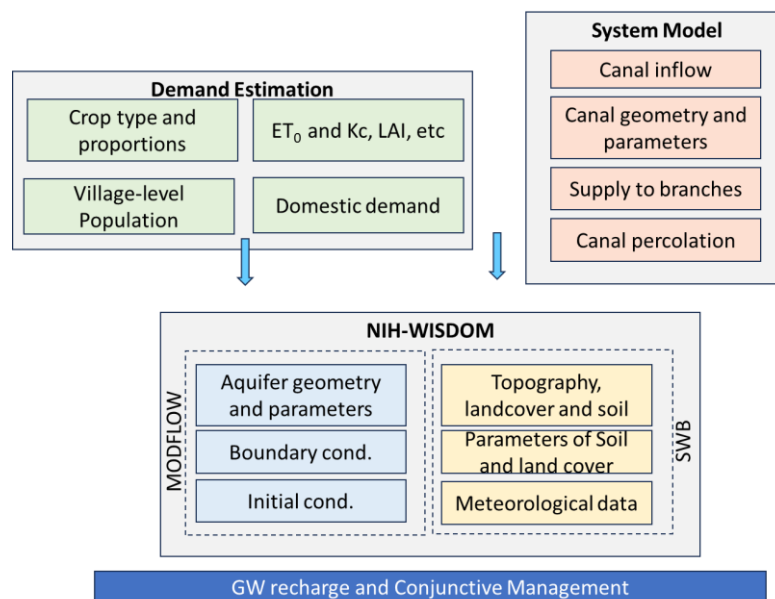 System Model
Canal inflow
Canal geometry and
parameters
Supply to branches
Canal percolation
Demand Estimation
Crop type and
proportions
ET₀ and Kc, LAI, etc
Village-level
Population
Domestic demand
NIH-WISDOM
MODFLOW
Aquifer geometry
and parameters
Boundary cond.
Initial cond.
Topography,
landcover and soil
Parameters of Soil
and land cover
Meteorological data
SWB
GW recharge and Conjunctive Management